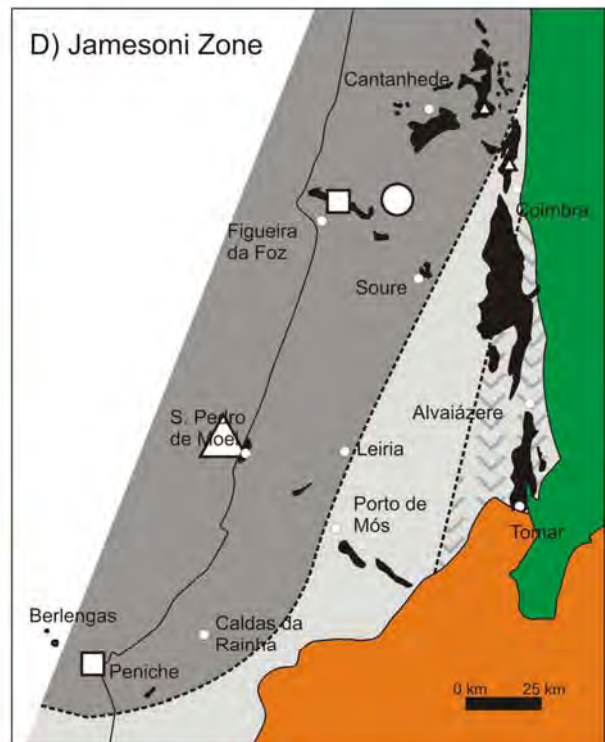 D) Jamesoni Zone
Cantanhede
Coimbra
Figueira
da Foz
Soure
Alvaiázere
S. Pedro
de Moel
Leiria
Porto de
Mós
Tomar
Berlengas
Caldas da
Rainha
Peniche
0 km 25 km